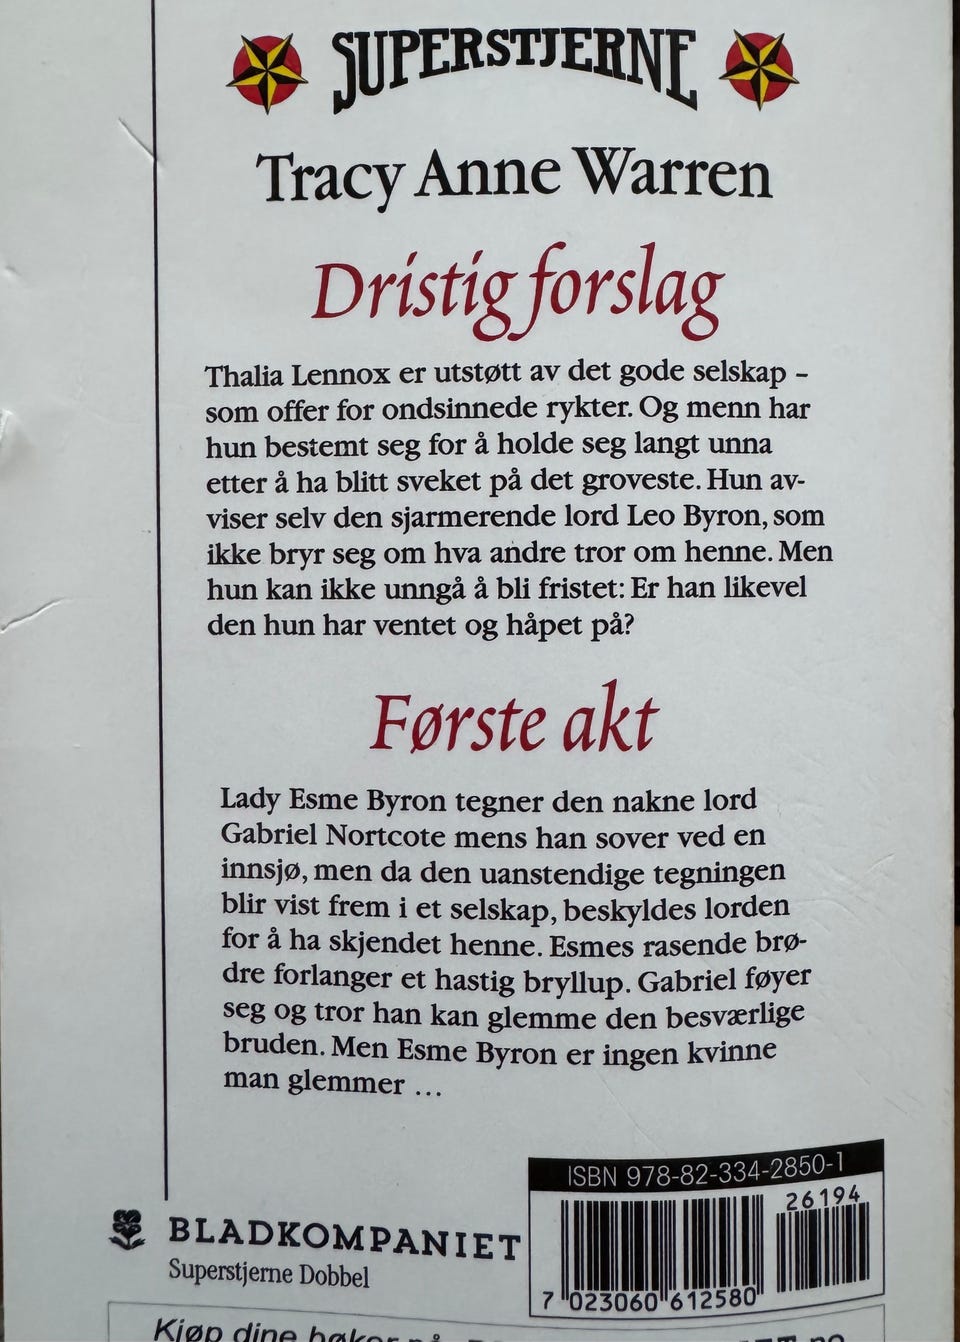 SUPERSTJERNE
Tracy Anne Warren
Dristig forslag
Thalia Lennox er utstøtt av det gode selskap –
som offer for ondsinnede rykter. Og menn har
hun bestemt seg for å holde seg langt unna
etter å ha blitt sveket på det groveste. Hun av-
viser selv den sjarmerende lord Leo Byron, som
ikke bryr seg om hva andre tror om henne. Men
hun kan ikke unngå å bli fristet: Er han likevel
den hun har ventet og håpet på?
Første akt
Lady Esme Byron tegner den nakne lord
Gabriel Nortcote mens han sover ved en
innsjø, men da den uanstendige tegningen
blir vist frem i et selskap, beskyldes lorden
for å ha skjendet henne. Esmes rasende brø-
dre forlanger et hastig bryllup. Gabriel føyer
seg og tror han kan glemme den besværlige
bruden. Men Esme Byron er ingen kvinne
man glemmer ...
ISBN 978-82-334-2850-1
26194
7 023060 612580
BLADKOMPANIET
Superstjerne Dobbel
Kjøp dine bøker på